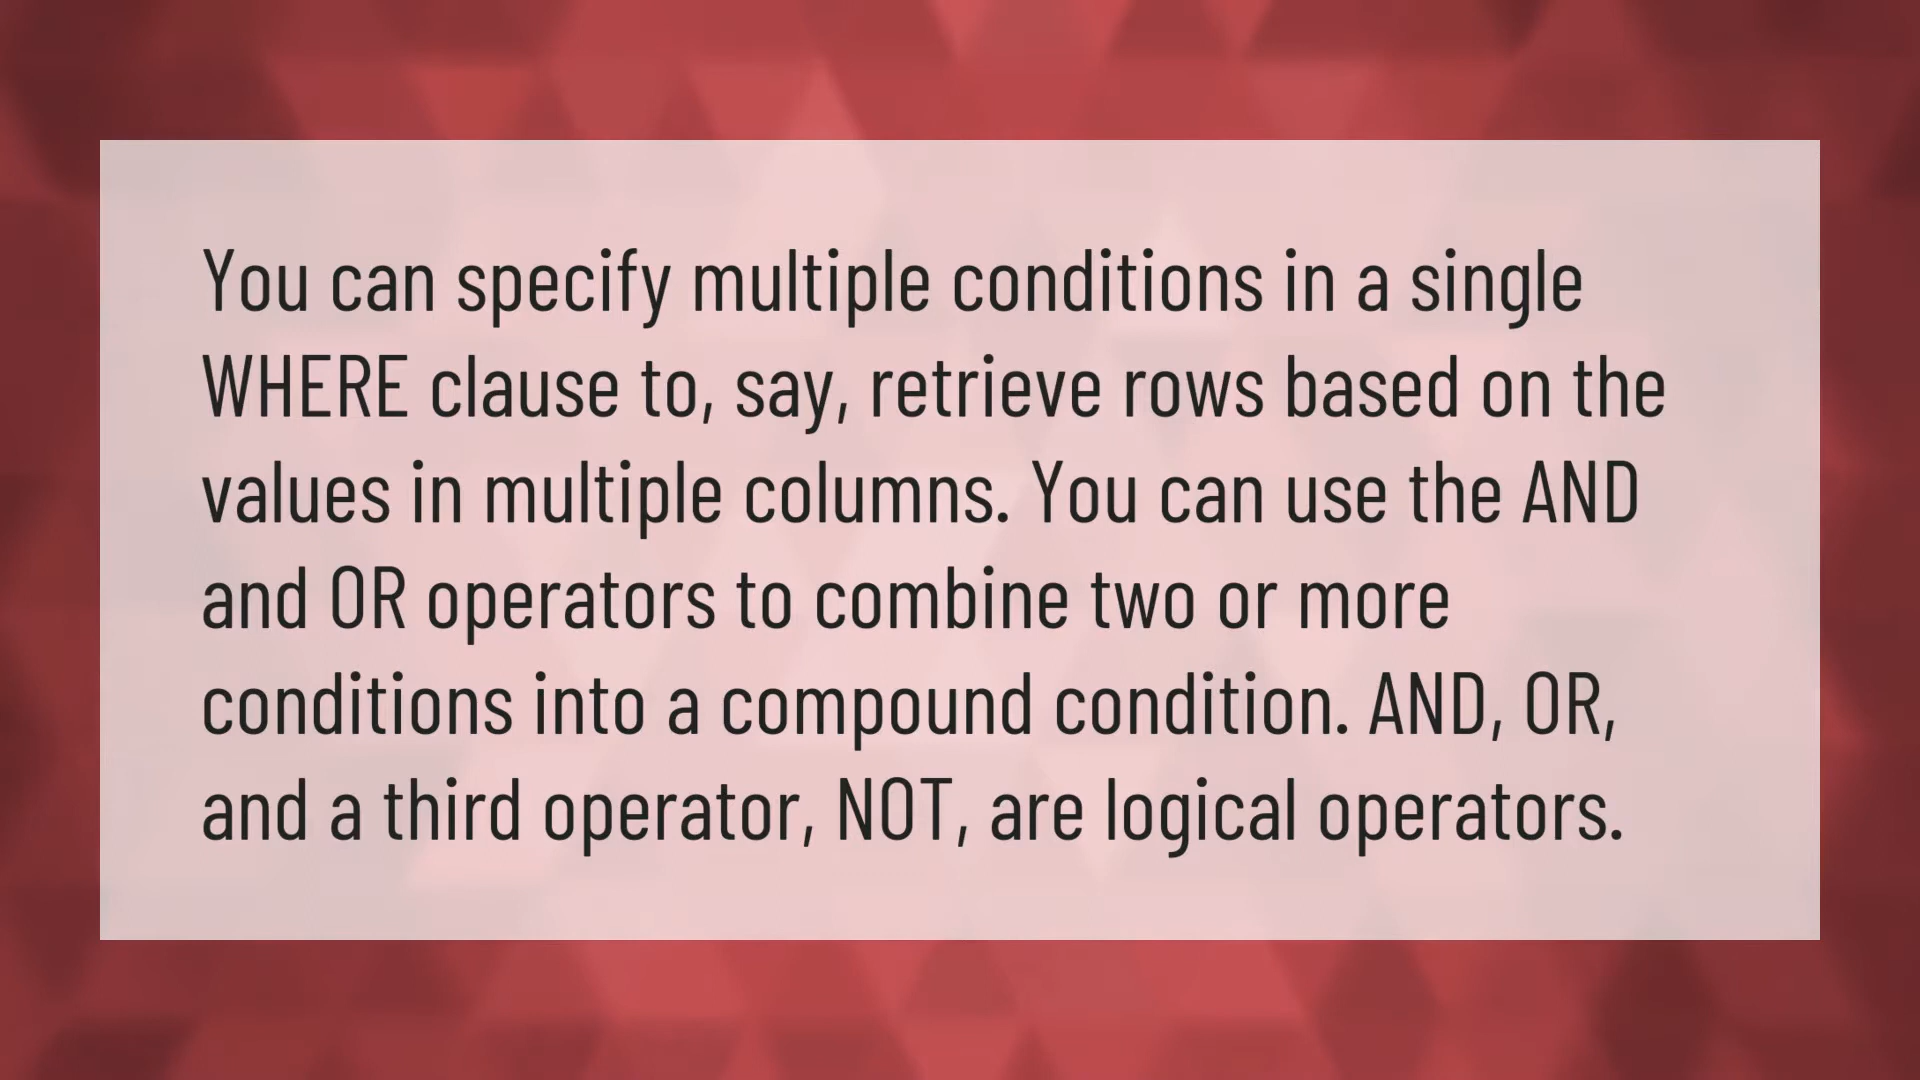 You can specify multiple conditions in a single
WHERE clause to, say, retrieve rows based on the
values in multiple columns. You can use the AND
and OR operators to combine two or more
conditions into a compound condition. AND, OR,
and a third operator, NOT, are logical operators.